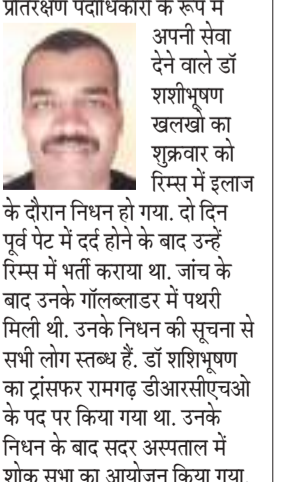 प्रतिरक्षण पदाधिकारी के रूप में
अपनी सेवा
देने वाले डॉ
शशीभूषण
खलखो का
शुक्रवार को
रिम्स में इलाज
के दौरान निधन हो गया. दो दिन
पूर्व पेट में दर्द होने के बाद उन्हें
रिम्स में भर्ती कराया था. जांच के
बाद उनके गॉलब्लाडर में पथरी
मिली थी. उनके निधन की सूचना से
सभी लोग स्तब्ध हैं. डॉ शशिभूषण
का ट्रांसफर रामगढ़ डीआरसीएचओ
के पद पर किया गया था. उनके
निधन के बाद सदर अस्पताल में
शोक सभा का आयोजन किया गया.